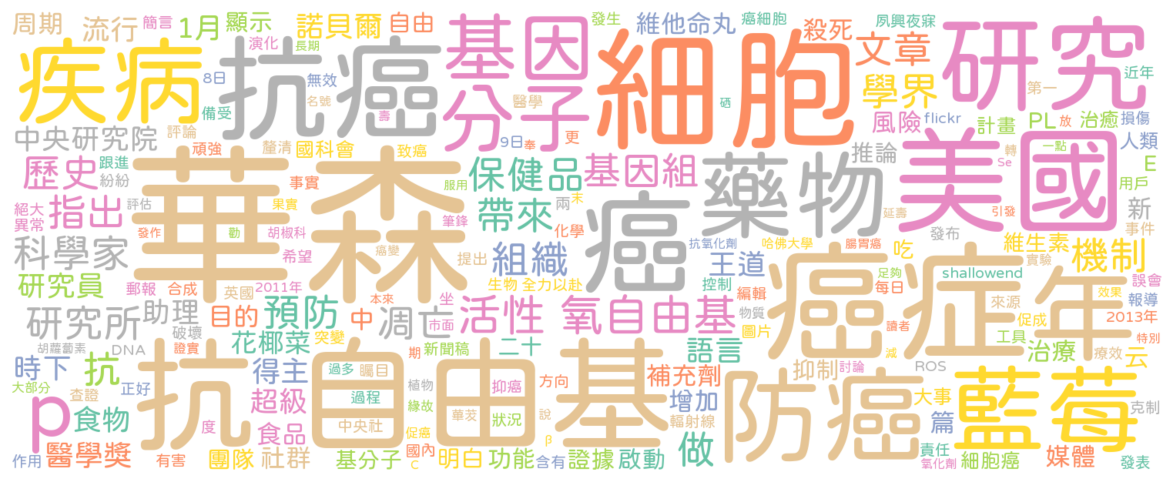 周期 流行 簡言 1月 顯示 諾貝爾 自由 基因 發生 維他命丸 癌細胞 殺死 夙興夜寐 研究
疾病 抗癌 演化 長期 細胞 文章 近年
8日 無效 學界 第一
備受 名號 壽 分子 醫學 硒 風險 flickr 計畫 PL 放 治癒 損傷
中央研究院 評論 頑強 釐清 國科會 致癌 9日 奉 更 推論 美國 轉 一點 人類
歷史 跟進 紛紛 華森 事實 服用 保健品 基因組 藥物 Se 用戶 E
絕大 異常 指出 評估 發作 果實 勸 胡椒科 筆鋒 帶來 兩 末 化學 癌 延壽 發布 引發 新 事件
科學家 希望 癌變 提出 組織 抗氧化劑 哈佛大學 腸胃癌 吃 維生素 實驗 機制
研究員 郵報 合成 英國 2011年 本來 生物 全力以赴 王道 控制 足夠 每日 shallowend 誤會
研究所 助理 目的 預防 中 凋亡 坐 市面 活性 氧自由基 編輯 物質 癌症 來源 年 效果 報導
胡蘿蔔素 DNA 破壞 證實 花椰菜 突變 圖片 讀者 促成 2013年
時下 抗 過多 矚目 期 新聞稿 二十 語言 減 抑制 討論 ROS 工具 治療 療效 特別 云
大部分 查證 正好 得主 抗 自由基 植物 抑癌 方向 補充劑 防癌 藍莓
p 食物 超級 過程 緣故 華芨 狀況 說 增加 輻射線 大事 篇 克制
醫學獎 度 食品 中央社 促癌 國內 β 做 責任 媒體
作用 有害 團隊 社群 基分子 C 明白 功能 含有 證據 啟動 氧化劑 細胞癌 發表